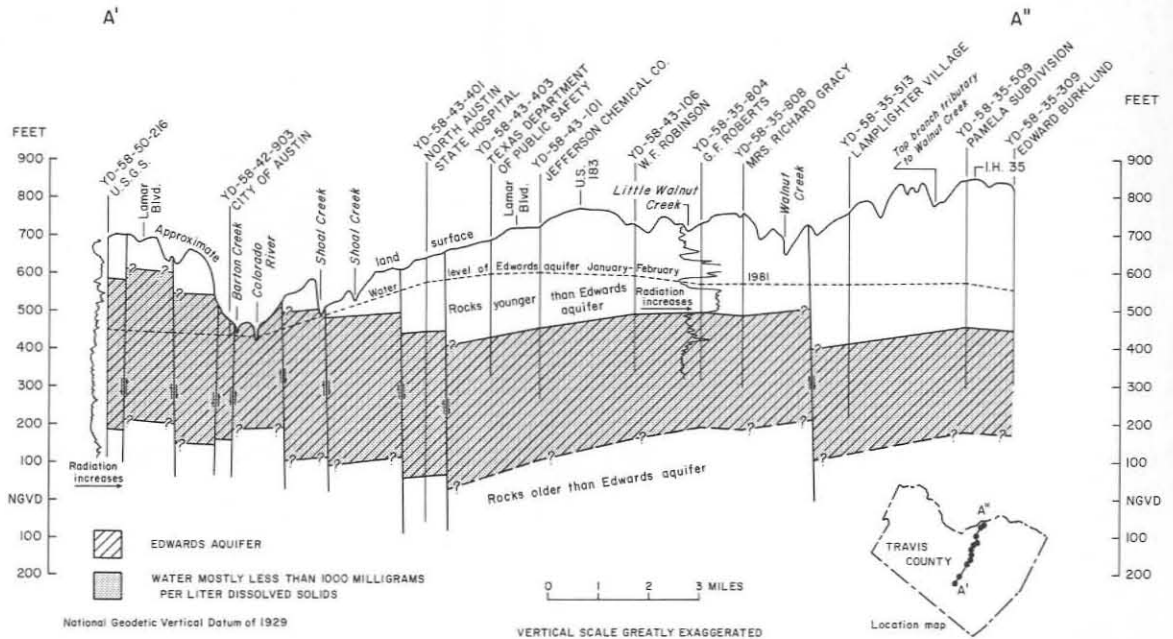 A'
A"
FEET
900
800
700
600
500
400
300
200
100
NGVD
100
200
YD-58-50-216
U.S.G.S.
Lamar
Blvd.
YD-58-42-903
CITY OF AUSTIN
Barton Creek
Colorado
River
Shoal Creek
Shoal Creek
YD-58-43-401
NORTH AUSTIN
STATE HOSPITAL
YD-58-43-403
TEXAS DEPARTMENT
OF PUBLIC SAFETY
Lamar
Blvd.
YD-58-43-101
JEFFERSON CHEMICAL CO.
U.S.
183
YD-58-43-106
W.F. ROBINSON
Little Walnut
Creek
YD-58-35-804
G.F. ROBERTS
YD-58-35-808
MRS. RICHARD GRACY
Walnut
Creek
YD-58-35-513
LAMPLIGHTER VILLAGE
Top branch tributary
to Walnut Creek
YD-58-35-509
PAMELA SUBDIVISION
I.H. 35
YD-58-35-309
EDWARD BURKLUND
FEET
900
800
700
600
500
400
300
200
100
NGVD
100
200
Approximate land surface
Water level of Edwards aquifer January-February 1981
Rocks younger than Edwards
aquifer
Radiation
increases
? ? ? ? ? ? ? ? ? ? ? ? ? ? ? ? ? ?
Rocks older than Edwards aquifer
Radiation
increases
EDWARDS AQUIFER
WATER MOSTLY LESS THAN 1000 MILLIGRAMS
PER LITER DISSOLVED SOLIDS
National Geodetic Vertical Datum of 1929
0 1 2 3 MILES
VERTICAL SCALE GREATLY EXAGGERATED
A"
TRAVIS
COUNTY
A'
Location map